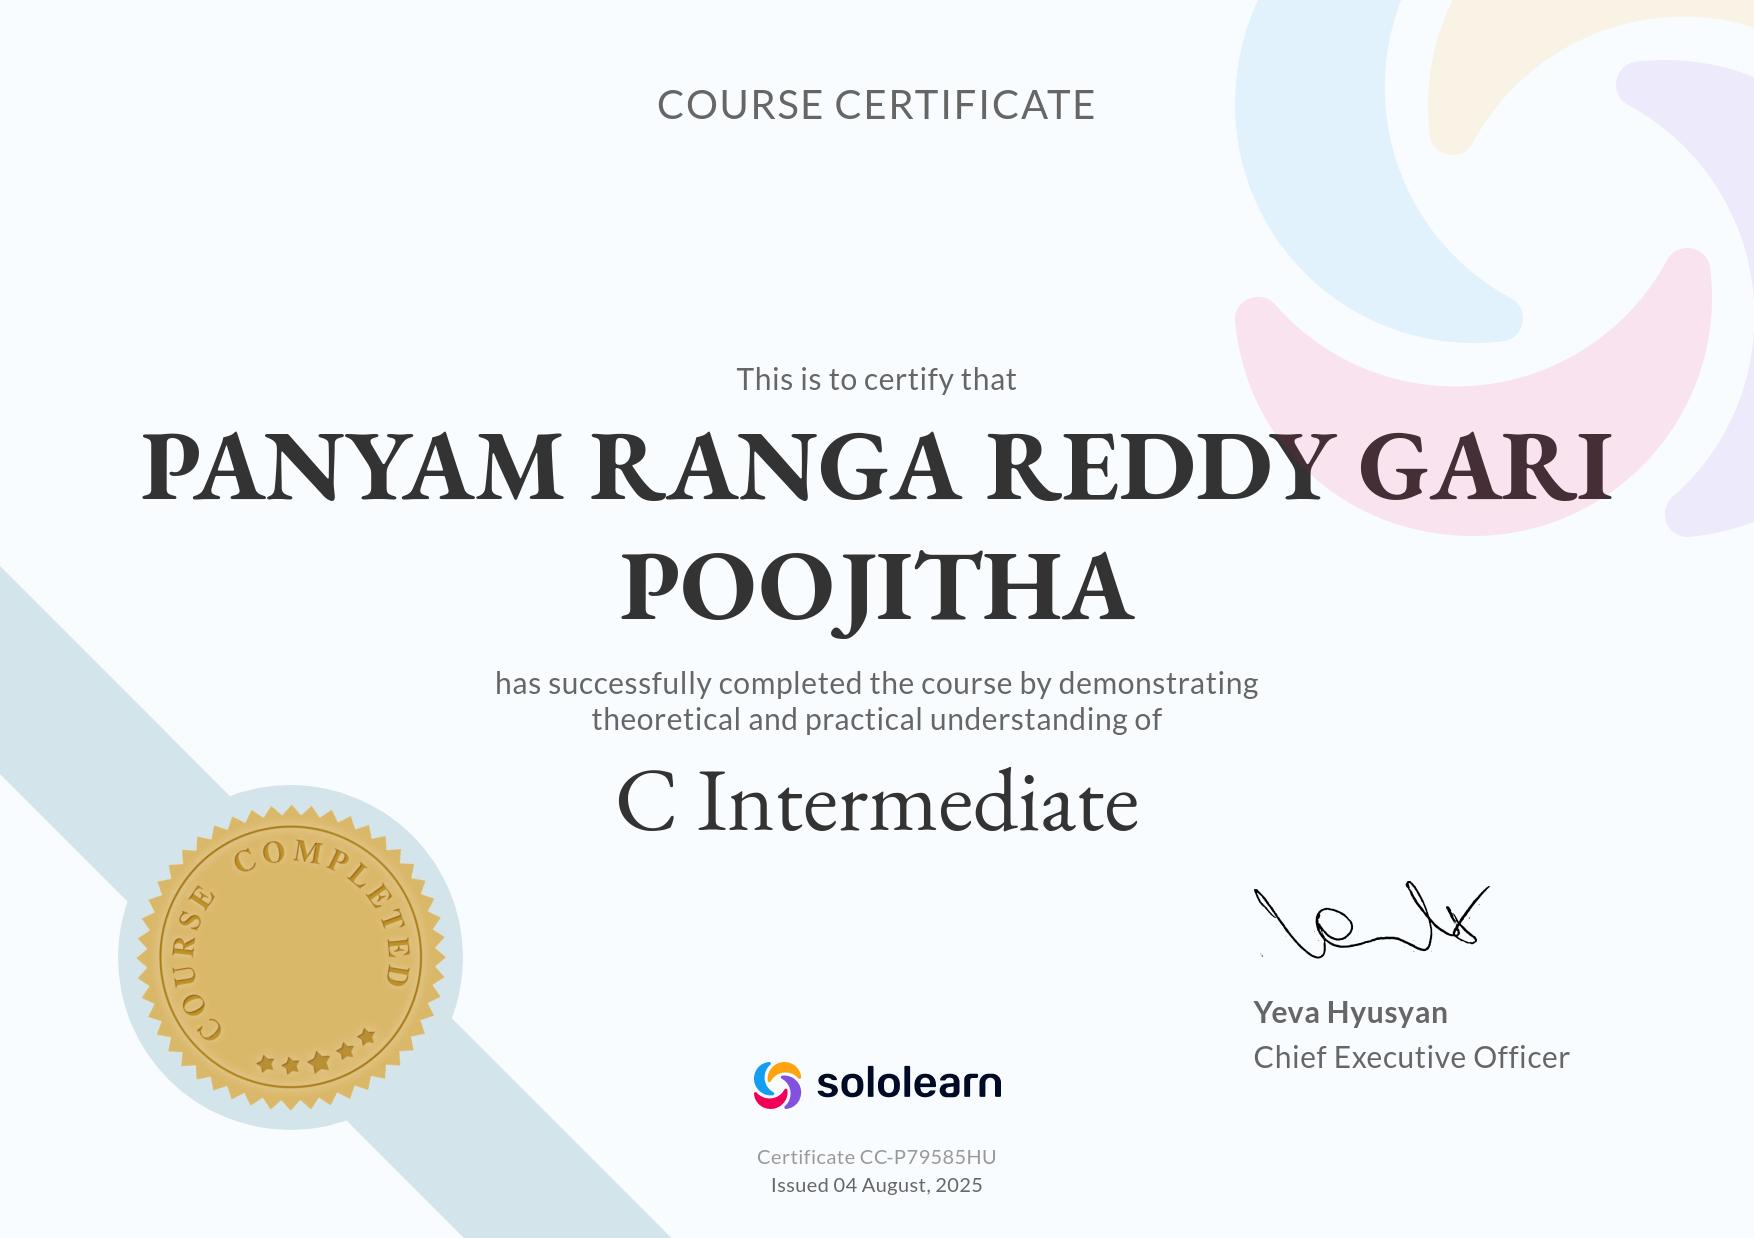 COURSE CERTIFICATE
This is to certify that
PANYAM RANGA REDDY GARI
POOJITHA
has successfully completed the course by demonstrating
theoretical and practical understanding of
C Intermediate
COURSE COMPLETED
Yeva Hyusyan
Chief Executive Officer
sololearn
Certificate CC-P79585HU
Issued 04 August, 2025